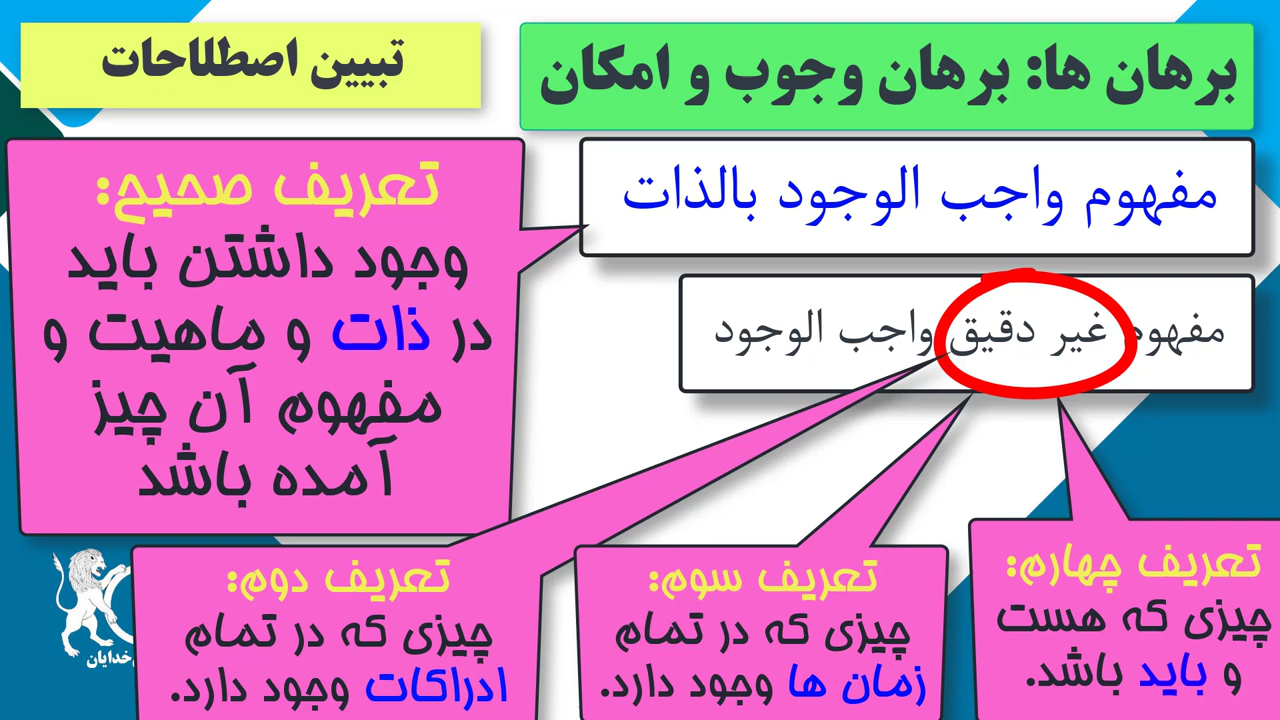 برهان ها: برهان وجوب و امکان
تبیین اصطلاحات
مفهوم واجب الوجود بالذات
تعریف صحیح:
وجود داشتن باید
در ذات و ماهیت و
مفهوم آن چیز
آمده باشد
مفهوم غیر دقیق واجب الوجود
تعریف چهارم:
چیزی که هست
و باید باشد.
تعریف سوم:
چیزی که در تمام
زمان ها وجود دارد.
تعریف دوم:
چیزی که در تمام
ادراکات وجود دارد.
خدایان